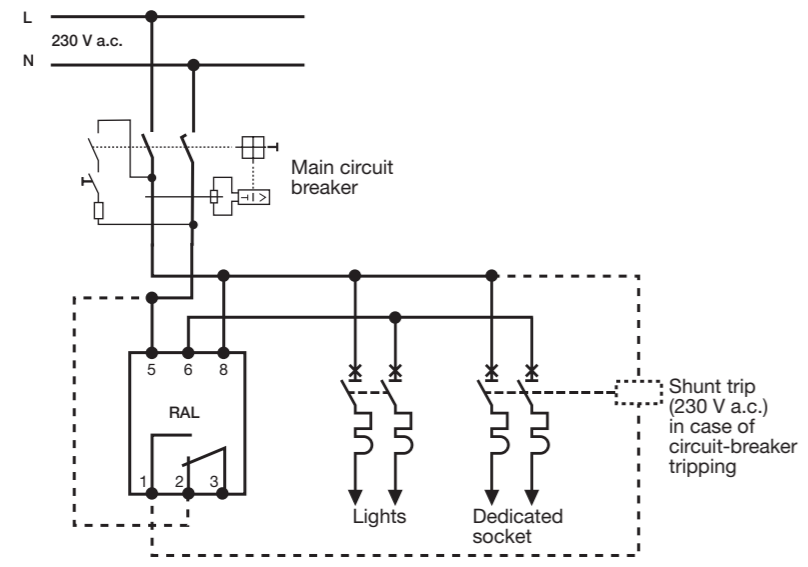 L
230 V a.c.
N
Main circuit
breaker
5 6 8
RAL
1 2 3
Shunt trip
(230 V a.c.)
in case of
circuit-breaker
tripping
Lights
Dedicated
socket